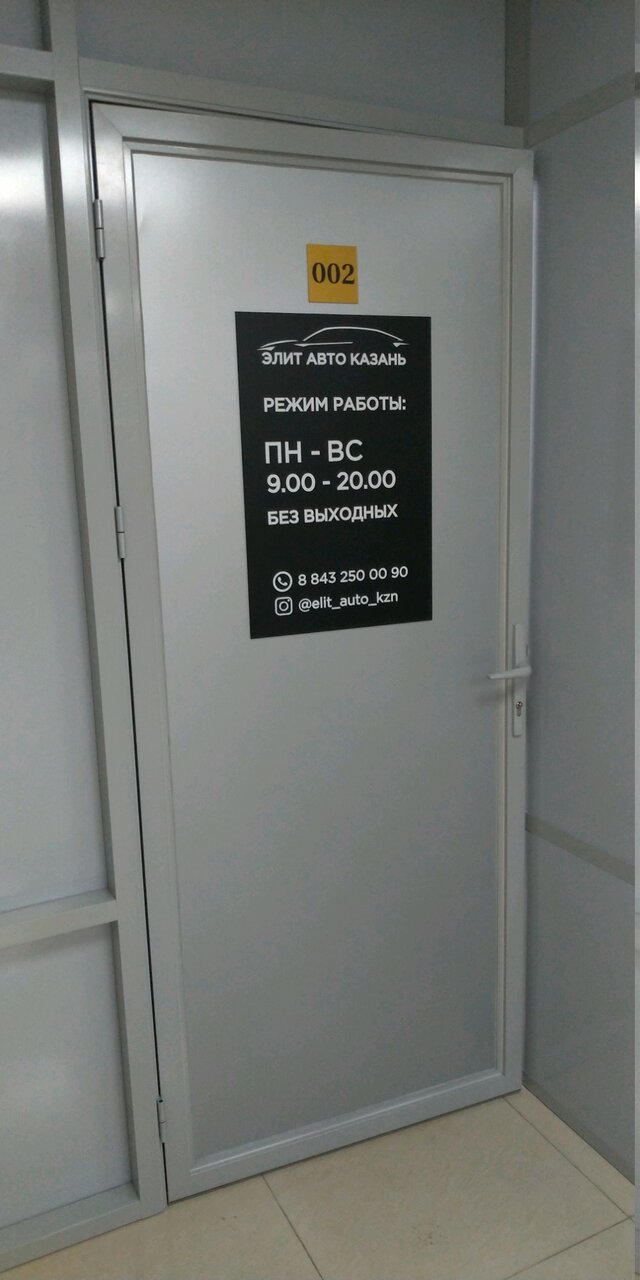 002
ЭЛИТ АВТО КАЗАНЬ
РЕЖИМ РАБОТЫ:
ПН - ВС
9.00 - 20.00
БЕЗ ВЫХОДНЫХ
8 843 250 00 90
@elit_auto_kzn